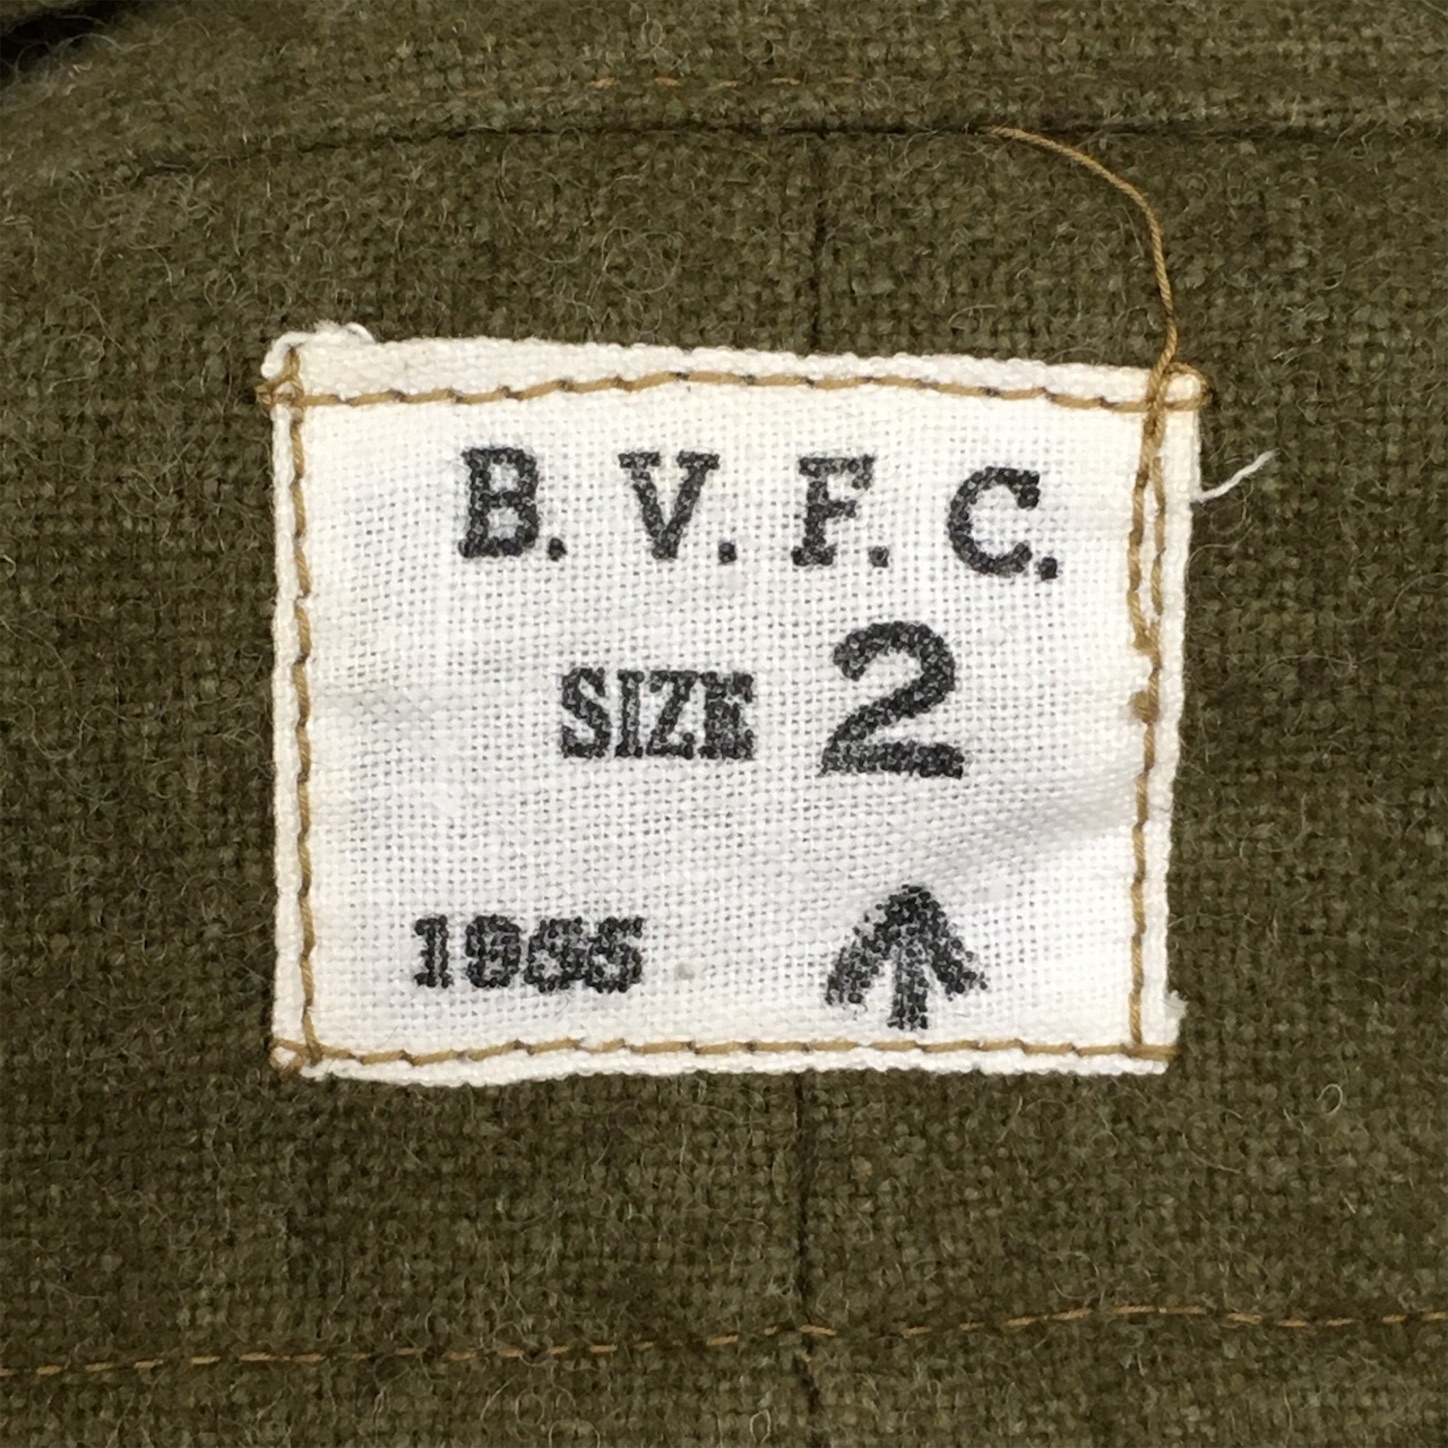 B. V. F. C.
SIZE 2
1955